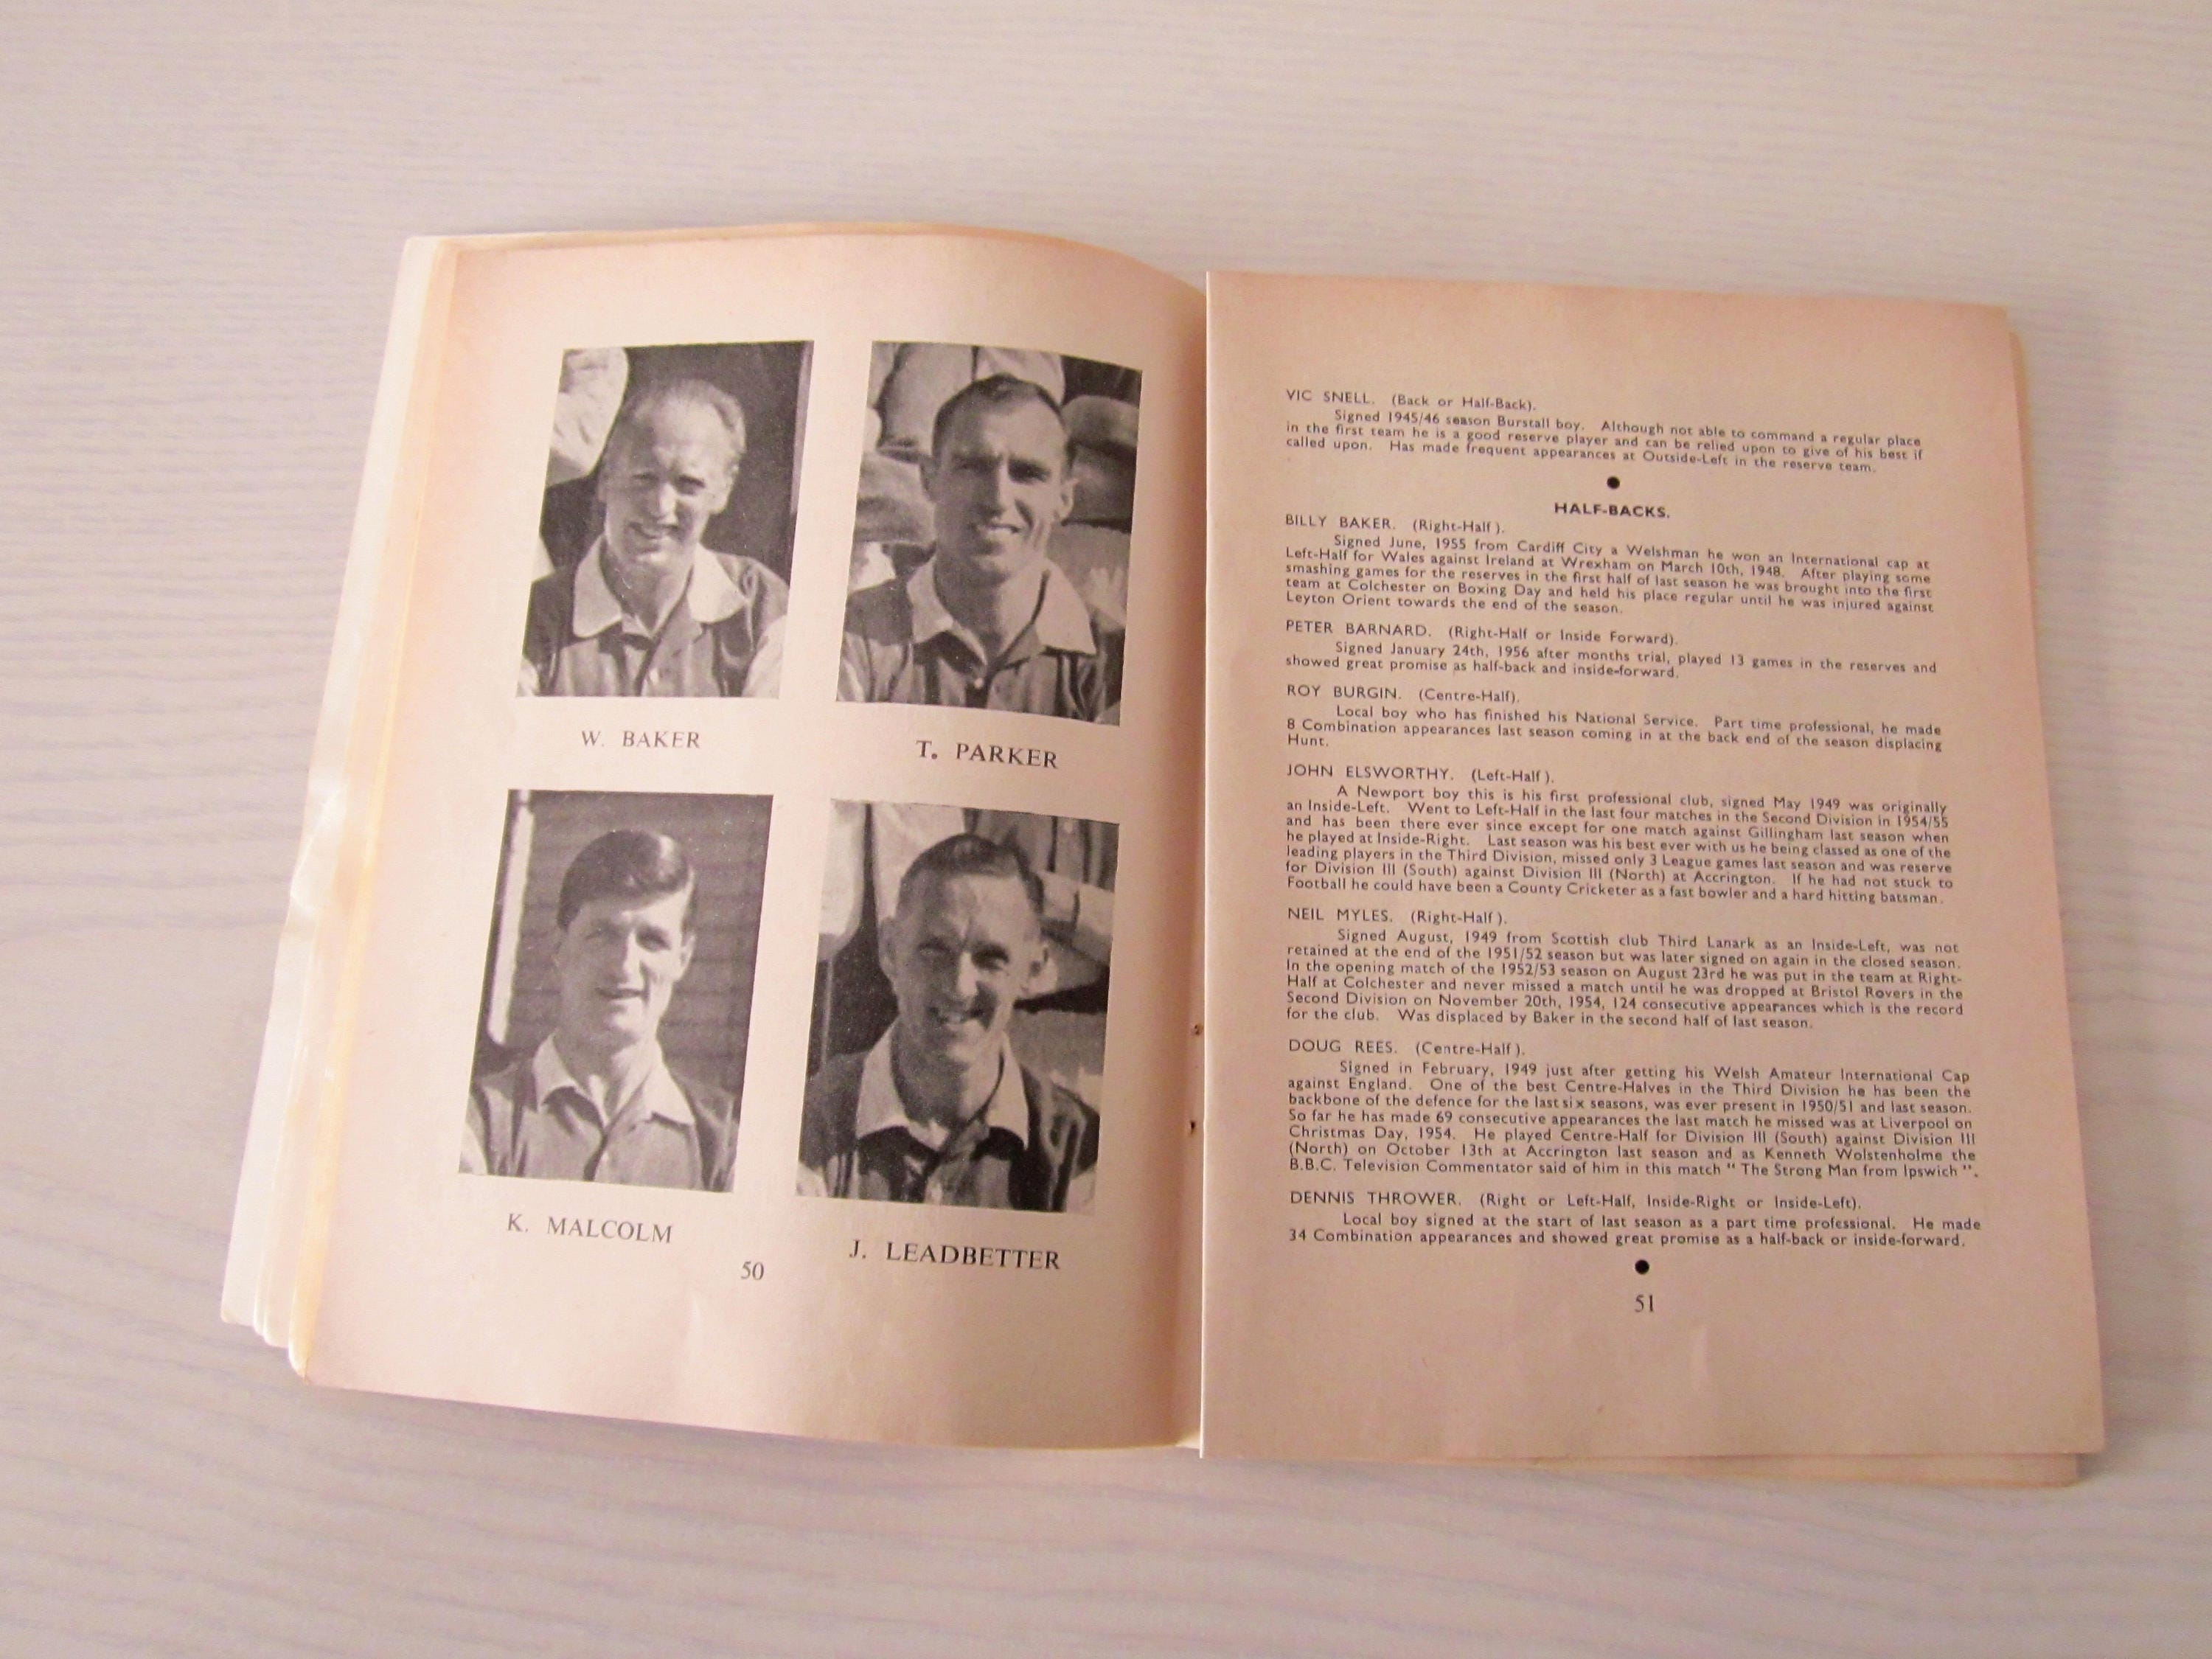 W. BAKER
T. PARKER
K. MALCOLM
J. LEADBETTER
50
VIC SNELL. (Back or Half-Back).
Signed 1945/46 season Burstall boy. Although not able to command a regular place
in the first team he is a good reserve player and can be relied upon to give of his best if
called upon. Has made frequent appearances at Outside-Left in the reserve team.
HALF-BACKS.
BILLY BAKER. (Right-Half).
Signed June, 1955 from Cardiff City a Welshman he won an International cap at
Left-Half for Wales against Ireland at Wrexham on March 10th, 1948. After playing some
smashing games for the reserves in the first half of last season he was brought into the first
team at Colchester on Boxing Day and held his place regular until he was injured against
Leyton Orient towards the end of the season.
PETER BARNARD. (Right-Half or Inside Forward).
Signed January 24th, 1956 after months trial, played 13 games in the reserves and
showed great promise as half-back and inside-forward.
ROY BURGIN. (Centre-Half).
Local boy who has finished his National Service. Part time professional, he made
8 Combination appearances last season coming in at the back end of the season displacing
Hunt.
JOHN ELSWORTHY. (Left-Half).
A Newport boy this is his first professional club, signed May 1949 was originally
an Inside-Left. Went to Left-Half in the last four matches in the Second Division in 1954/55
and has been there ever since except for one match against Gillingham last season when
he played at Inside-Right. Last season was his best ever with us he being classed as one of the
leading players in the Third Division, missed only 3 League games last season and was reserve
for Division III (South) against Division III (North) at Accrington. If he had not stuck to
Football he could have been a County Cricketer as a fast bowler and a hard hitting batsman.
NEIL MYLES. (Right-Half).
Signed August, 1949 from Scottish club Third Lanark as an Inside-Left, was not
retained at the end of the 1951/52 season but was later signed on again in the closed season.
In the opening match of the 1952/53 season on August 23rd he was put in the team at Right-
Half at Colchester and never missed a match until he was dropped at Bristol Rovers in the
Second Division on November 20th, 1954, 124 consecutive appearances which is the record
for the club. Was displaced by Baker in the second half of last season.
DOUG REES. (Centre-Half).
Signed in February, 1949 just after getting his Welsh Amateur International Cap
against England. One of the best Centre-Halves in the Third Division he has been the
backbone of the defence for the last six seasons, was ever present in 1950/51 and last season.
So far he has made 69 consecutive appearances the last match he missed was at Liverpool on
Christmas Day, 1954. He played Centre-Half for Division III (South) against Division III
(North) on October 13th at Accrington last season and as Kenneth Wolstenholme the
B.B.C. Television Commentator said of him in this match " The Strong Man from Ipswich ".
DENNIS THROWER. (Right or Left-Half, Inside-Right or Inside-Left).
Local boy signed at the start of last season as a part time professional. He made
34 Combination appearances and showed great promise as a half-back or inside-forward.
51